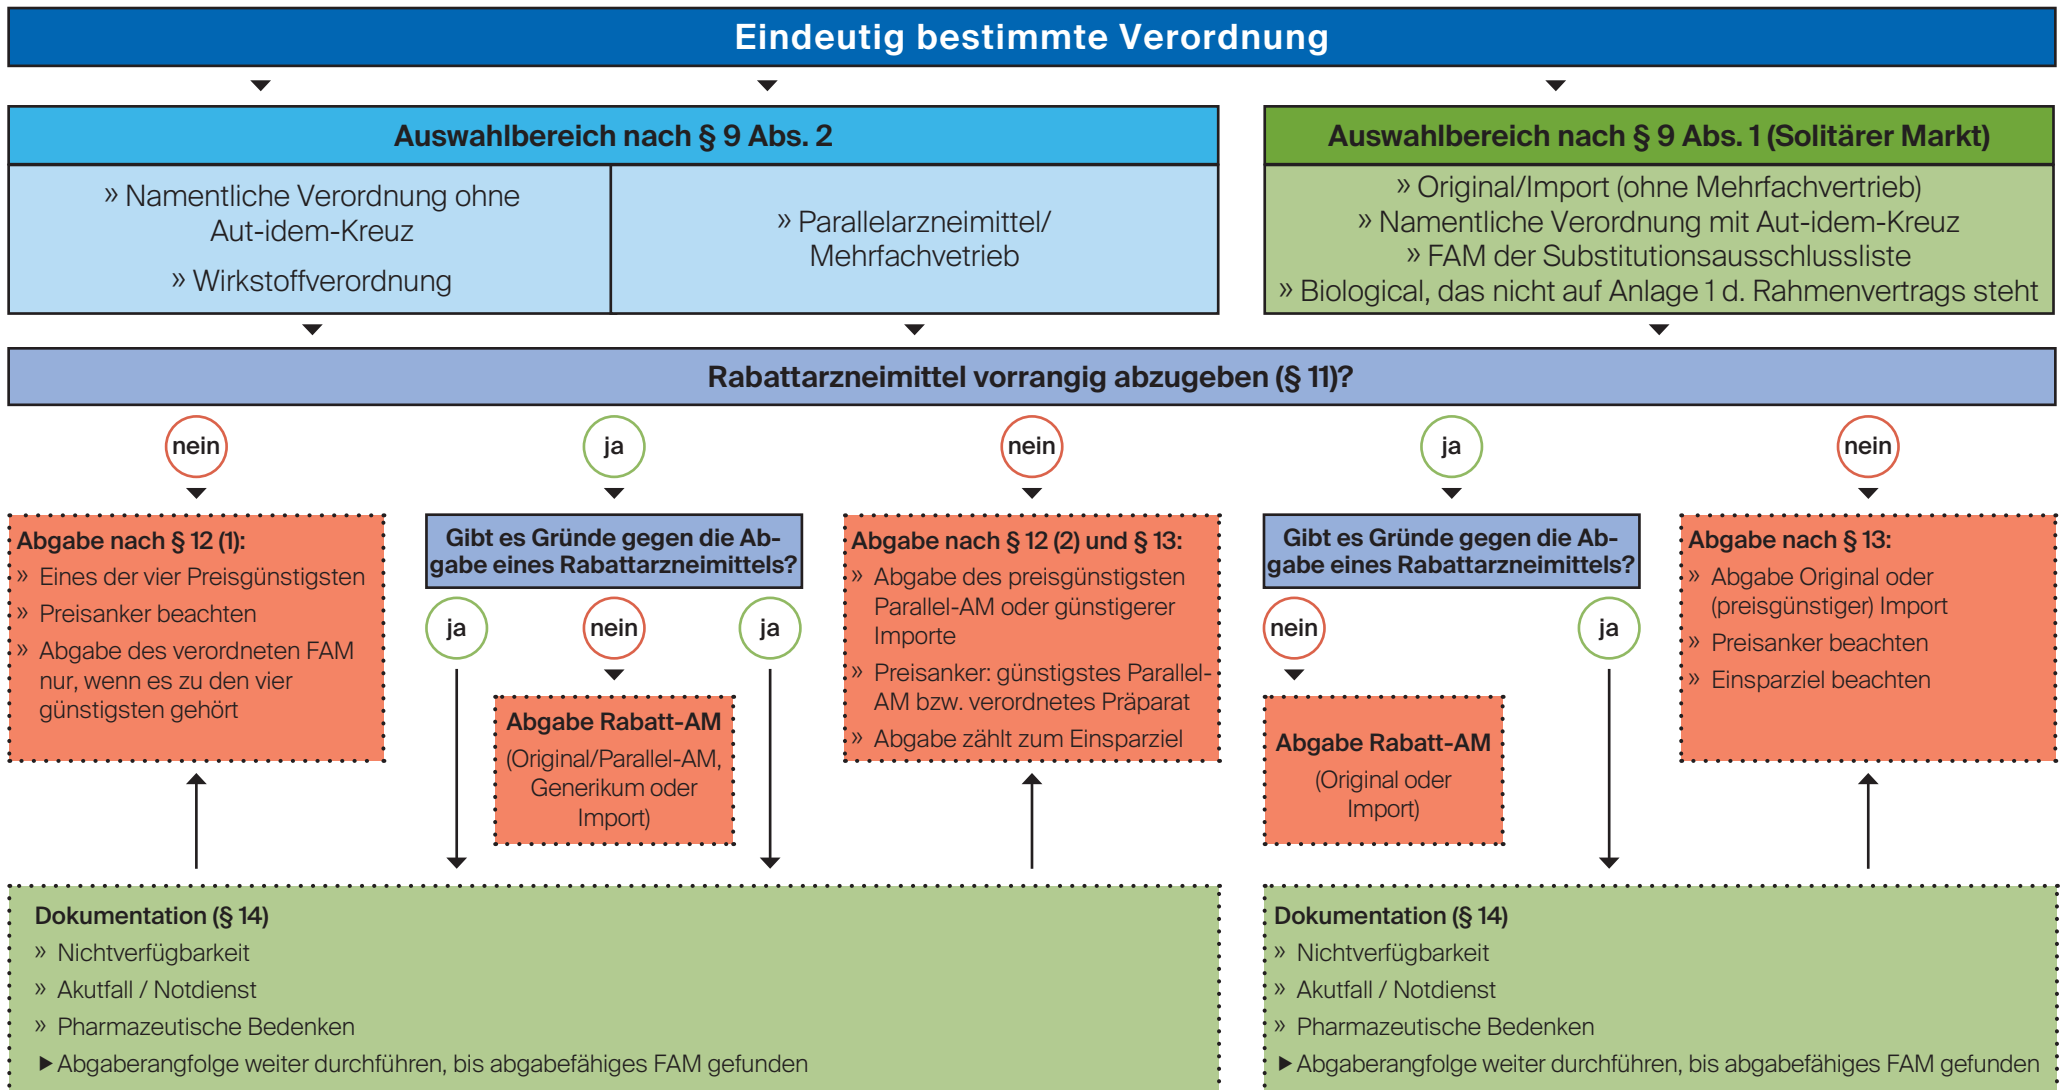 Eindeutig bestimmte Verordnung
Auswahlbereich nach § 9 Abs. 2
» Namentliche Verordnung ohne
Aut-idem-Kreuz
» Wirkstoffverordnung
» Parallelarzneimittel/
Mehrfachvetrieb
Auswahlbereich nach § 9 Abs. 1 (Solitärer Markt)
» Original/Import (ohne Mehrfachvertrieb)
» Namentliche Verordnung mit Aut-idem-Kreuz
» FAM der Substitutionsausschlussliste
» Biological, das nicht auf Anlage 1 d. Rahmenvertrags steht
Rabattarzneimittel vorrangig abzugeben (§ 11)?
nein
ja
nein
ja
nein
Abgabe nach § 12 (1):
» Eines der vier Preisgünstigsten
» Preisanker beachten
» Abgabe des verordneten FAM
nur, wenn es zu den vier
günstigsten gehört
Gibt es Gründe gegen die Ab-
gabe eines Rabattarzneimittels?
ja
nein
ja
Abgabe Rabatt-AM
(Original/Parallel-AM,
Generikum oder
Import)
Abgabe nach § 12 (2) und § 13:
» Abgabe des preisgünstigsten
Parallel-AM oder günstigerer
Importe
» Preisanker: günstigstes Parallel-
AM bzw. verordnetes Präparat
» Abgabe zählt zum Einsparziel
Gibt es Gründe gegen die Ab-
gabe eines Rabattarzneimittels?
nein
ja
Abgabe Rabatt-AM
(Original oder
Import)
Abgabe nach § 13:
» Abgabe Original oder
(preisgünstiger) Import
» Preisanker beachten
» Einsparziel beachten
Dokumentation (§ 14)
» Nichtverfügbarkeit
» Akutfall / Notdienst
» Pharmazeutische Bedenken
▶ Abgaberangfolge weiter durchführen, bis abgabefähiges FAM gefunden
Dokumentation (§ 14)
» Nichtverfügbarkeit
» Akutfall / Notdienst
» Pharmazeutische Bedenken
▶ Abgaberangfolge weiter durchführen, bis abgabefähiges FAM gefunden